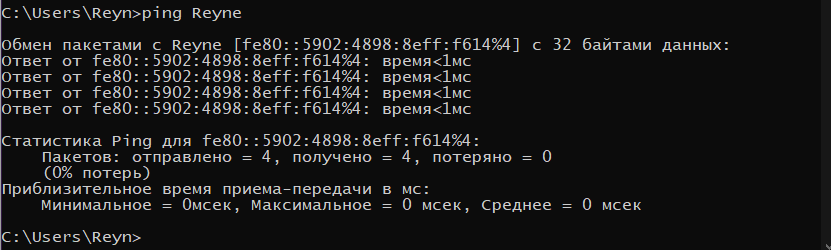 C:\Users\Reyn>ping Reyne
Обмен пакетами с Reyne [fe80::5902:4898:8eff:f614%4] с 32 байтами данных:
Ответ от fe80::5902:4898:8eff:f614%4: время<1мс
Ответ от fe80::5902:4898:8eff:f614%4: время<1мс
Ответ от fe80::5902:4898:8eff:f614%4: время<1мс
Ответ от fe80::5902:4898:8eff:f614%4: время<1мс
Статистика Ping для fe80::5902:4898:8eff:f614%4:
    Пакетов: отправлено = 4, получено = 4, потеряно = 0
    (0% потерь)
Приблизительное время приема-передачи в мс:
    Минимальное = 0мсек, Максимальное = 0 мсек, Среднее = 0 мсек
C:\Users\Reyn>